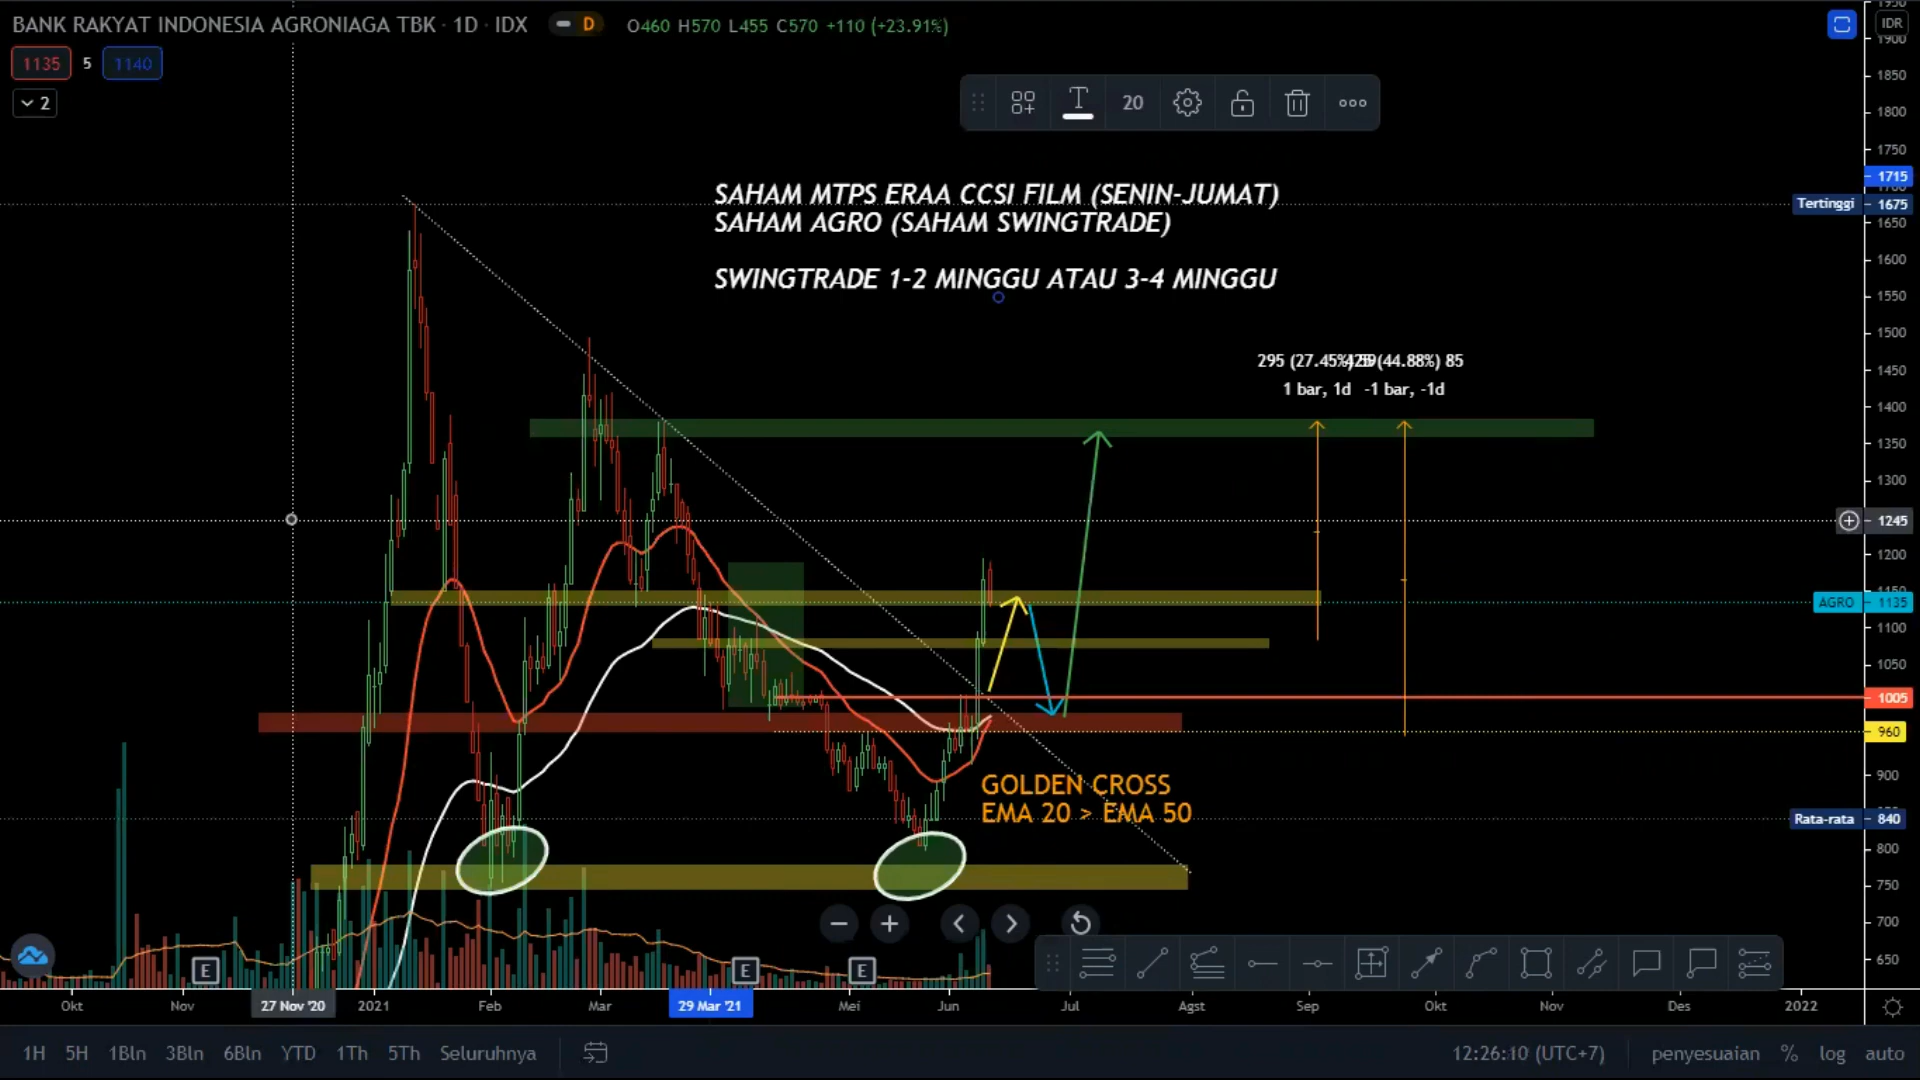 BANK RAKYAT INDONESIA AGRONIAGA TBK · 1D · IDX
D
O460 H570 L455 C570 +110 (+23.91%)
IDR
1135 5 1140
2
20
SAHAM MTPS ERAA CCSI FILM (SENIN-JUMAT)
SAHAM AGRO (SAHAM SWINGTRADE)
SWINGTRADE 1-2 MINGGU ATAU 3-4 MINGGU
1 bar, 1d
-1 bar, -1d
GOLDEN CROSS
EMA 20 > EMA 50
1900
1850
1800
1750
1715
Tertinggi 1675
1650
1600
1550
1500
1450
1400
1350
1300
1245
1200
AGRO 1135
1100
1050
1005
960
900
Rata-rata 840
800
750
700
650
E
E
E
Okt Nov 27 Nov '20 2021 Feb Mar 29 Mar '21 Mei Jun Jul Agst Sep Okt Nov Des 2022
1H 5H 1Bln 3Bln 6Bln YTD 1Th 5Th Seluruhnya
12:26:10 (UTC+7) penyesuaian % log auto